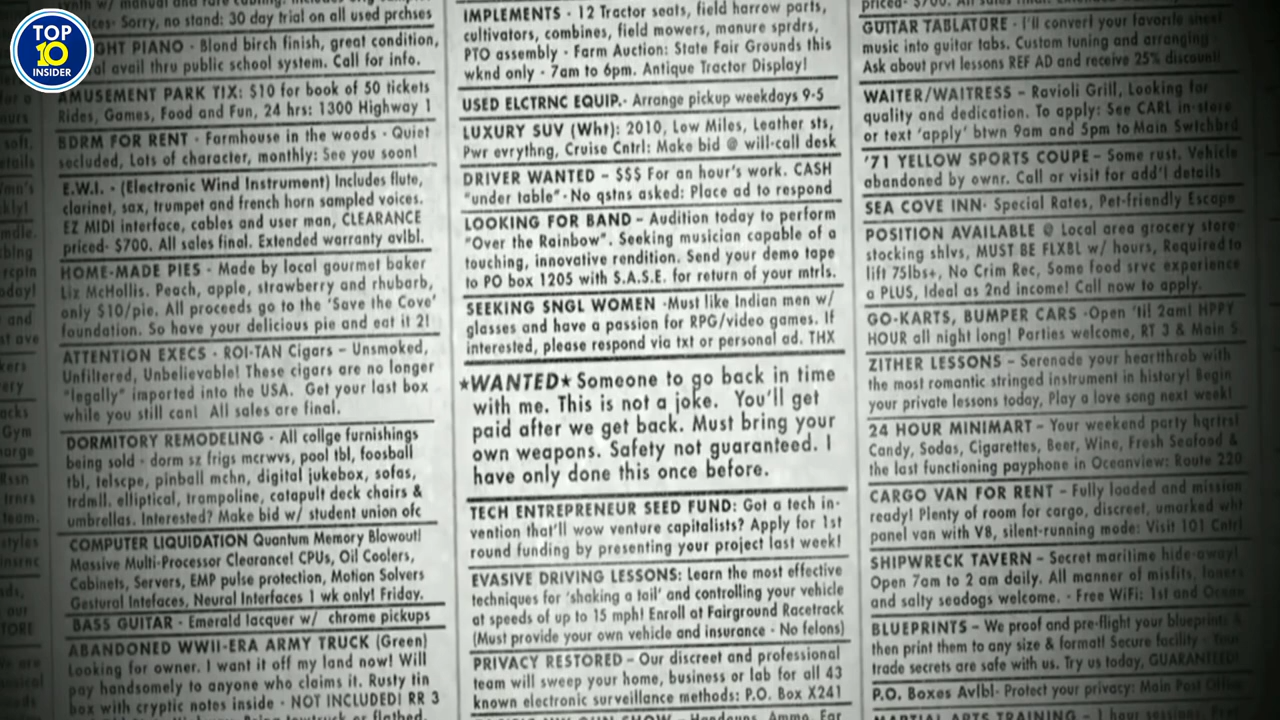 TOP
10
INSIDER
GHT PIANO - Blond birch finish, great condition,
avail thru public school system. Call for info.
AMUSEMENT PARK TIX: $10 for book of 50 tickets
Rides, Games, Food and Fun, 24 hrs: 1300 Highway 1
BDRM FOR RENT - Farmhouse in the woods - Quiet
secluded, Lots of character, monthly: See you soon!
E.W.I. - (Electronic Wind Instrument) Includes flute,
clarinet, sax, trumpet and french horn sampled voices.
EZ MIDI interface, cables and user man, CLEARANCE
priced- $700. All sales final. Extended warranty avlbl.
HOME-MADE PIES - Made by local gourmet baker
Liz McHollis. Peach, apple, strawberry and rhubarb,
only $10/pie. All proceeds go to the 'Save the Cove'
foundation. So have your delicious pie and eat it 2!
ATTENTION EXECS - ROI-TAN Cigars - Unsmoked,
Unfiltered, Unbelievable! These cigars are no longer
"legally" imported into the USA. Get your last box
while you still can! All sales are final.
DORMITORY REMODELING - All collge furnishings
being sold - dorm sz frigs mcrwvs, pool tbl, foosball
tbl, telscpe, pinball mchn, digital jukebox, sofas,
trdmll. elliptical, trampoline, catapult deck chairs &
umbrellas. Interested? Make bid w/ student union ofc
COMPUTER LIQUIDATION Quantum Memory Blowout!
Massive Multi-Processor Clearance! CPUs, Oil Coolers,
Cabinets, Servers, EMP pulse protection, Motion Solvers
Gestural Intefaces, Neural Interfaces 1 wk only! Friday.
BASS GUITAR - Emerald lacquer w/ chrome pickups
ABANDONED WWII-ERA ARMY TRUCK (Green)
Looking for owner. I want it off my land now! Will
pay handsomely to anyone who claims it. Rusty tin
box with cryptic notes inside - NOT INCLUDED! RR 3
IMPLEMENTS - 12 Tractor seats, field harrow parts,
cultivators, combines, field mowers, manure sprdrs,
PTO assembly - Farm Auction: State Fair Grounds this
wknd only - 7am to 6pm. Antique Tractor Display!
USED ELCTRNC EQUIP.- Arrange pickup weekdays 9-5
LUXURY SUV (Wht): 2010, Low Miles, Leather sts,
Pwr evrythng, Cruise Cntrl: Make bid @ will-call desk
DRIVER WANTED - $$$ For an hour's work. CASH
"under table" - No qstns asked: Place ad to respond
LOOKING FOR BAND - Audition today to perform
"Over the Rainbow". Seeking musician capable of a
touching, innovative rendition. Send your demo tape
to PO box 1205 with S.A.S.E. for return of your mtrls.
SEEKING SNGL WOMEN -Must like Indian men w/
glasses and have a passion for RPG/video games. If
interested, please respond via txt or personal ad. THX
★WANTED★ Someone to go back in time
with me. This is not a joke. You'll get
paid after we get back. Must bring your
own weapons. Safety not guaranteed. I
have only done this once before.
TECH ENTREPRENEUR SEED FUND: Got a tech in-
vention that'll wow venture capitalists? Apply for 1st
round funding by presenting your project last week!
EVASIVE DRIVING LESSONS: Learn the most effective
techniques for 'shaking a tail' and controlling your vehicle
at speeds of up to 15 mph! Enroll at Fairground Racetrack
(Must provide your own vehicle and insurance - No felons)
PRIVACY RESTORED - Our discreet and professional
team will sweep your home, business or lab for all 43
known electronic surveillance methods: P.O. Box X241
GUITAR TABLATURE - I'll convert your favorite sheet
music into guitar tabs. Custom tuning and arranging -
Ask about prvt lessons REF AD and receive 25% discount!
WAITER/WAITRESS - Ravioli Grill, Looking for
quality and dedication. To apply: See CARL in-store
or text 'apply' btwn 9am and 5pm to Main Swtchbrd
'71 YELLOW SPORTS COUPE - Some rust. Vehicle
abandoned by ownr. Call or visit for add'l details
SEA COVE INN- Special Rates, Pet-friendly Escape
POSITION AVAILABLE @ Local area grocery store-
stocking shlvs, MUST BE FLXBL w/ hours, Required to
lift 75lbs+, No Crim Rec, Some food srvc experience
a PLUS, Ideal as 2nd income! Call now to apply.
GO-KARTS, BUMPER CARS -Open 'til 2am! HPPY
HOUR all night long! Parties welcome, RT 3 & Main S
ZITHER LESSONS - Serenade your heartthrob with
the most romantic stringed instrument in history! Begin
your private lessons today, Play a love song next week!
24 HOUR MINIMART - Your weekend party hqrtrs!
Candy, Sodas, Cigarettes, Beer, Wine, Fresh Seafood &
the last functioning payphone in Oceanview: Route 220
CARGO VAN FOR RENT - Fully loaded and mission
ready! Plenty of room for cargo, discreet, umarked wht
panel van with V8, silent-running mode: Visit 101 Cntrl
SHIPWRECK TAVERN - Secret maritime hide-away!
Open 7am to 2 am daily. All manner of misfits, loners
and salty seadogs welcome. - Free WiFi: 1st and Ocean
BLUEPRINTS - We proof and pre-flight your blueprints &
then print them to any size & format! Secure facility - Your
trade secrets are safe with us. Try us today, GUARANTEED!
P.O. Boxes Avlbl- Protect your privacy: Main Post Office